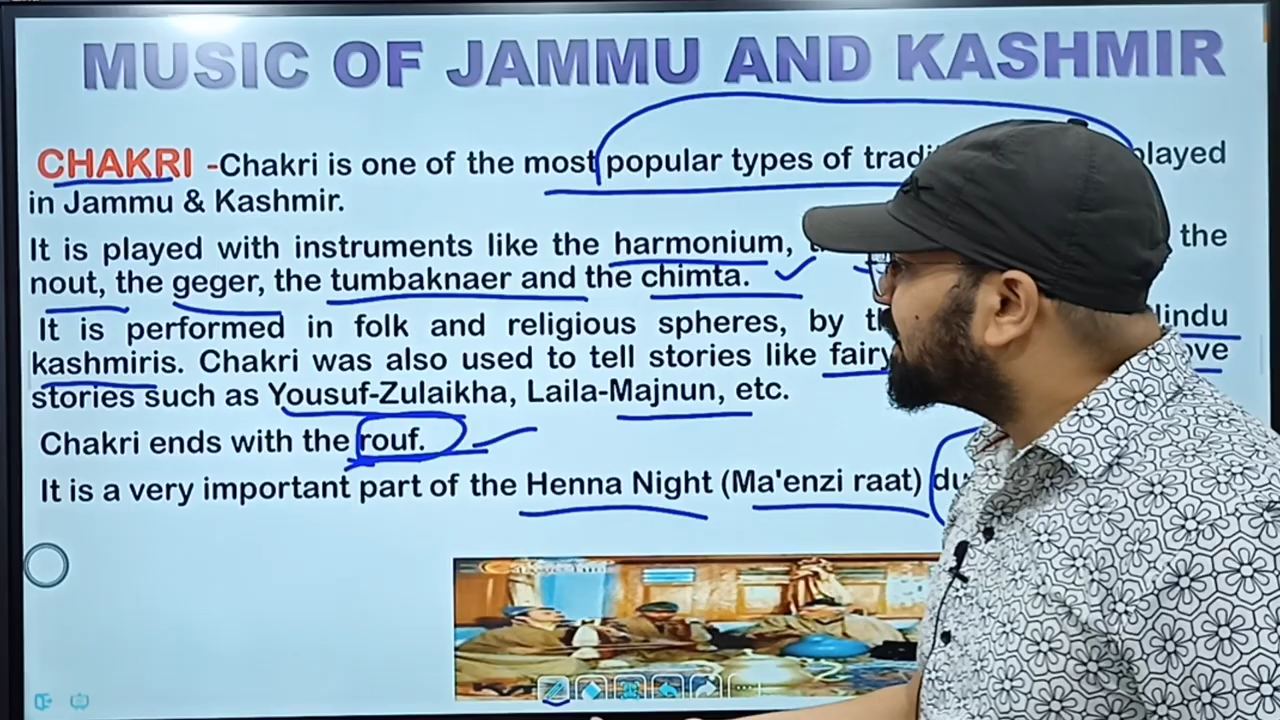 MUSIC OF JAMMU AND KASHMIR
CHAKRI -Chakri is one of the most popular types of played
in Jammu & Kashmir.
It is played with instruments like the harmonium, the
nout, the geger, the tumbaknaer and the chimta.
It is performed in folk and religious spheres, by
kashmiris. Chakri was also used to tell stories like fairy
stories such as Yousuf-Zulaikha, Laila-Majnun, etc.
Chakri ends with the rouf.
It is a very important part of the Henna Night (Ma'enzi raat)